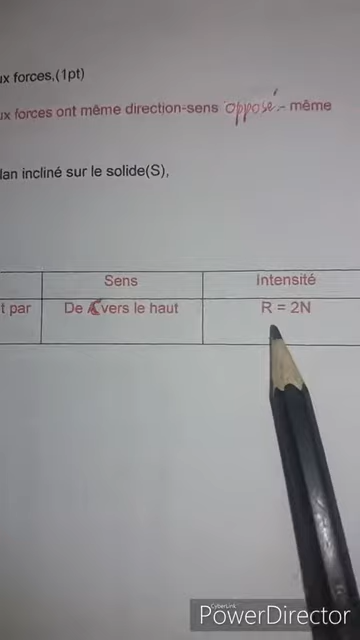 ux forces,(1pt)
ux forces ont même direction-sens opposé - même
lan incliné sur le solide(S),
Sens
Intensité
t par
De C vers le haut
R = 2N
CyberLink
PowerDirector